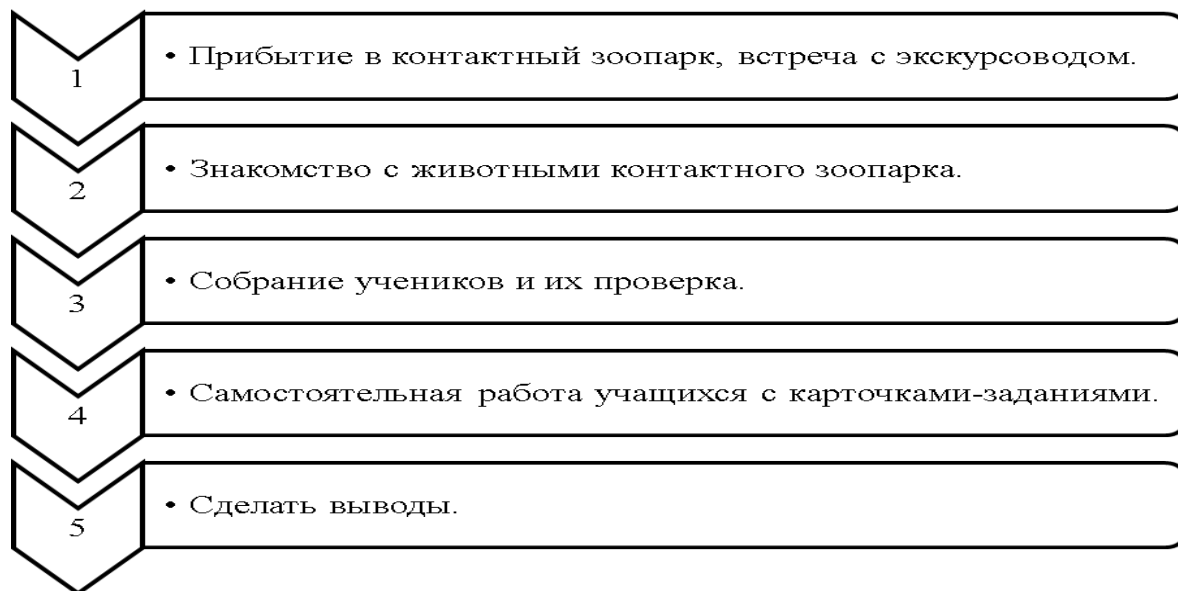 1
• Прибытие в контактный зоопарк, встреча с экскурсоводом.
2
• Знакомство с животными контактного зоопарка.
3
• Собрание учеников и их проверка.
4
• Самостоятельная работа учащихся с карточками-заданиями.
5
• Сделать выводы.